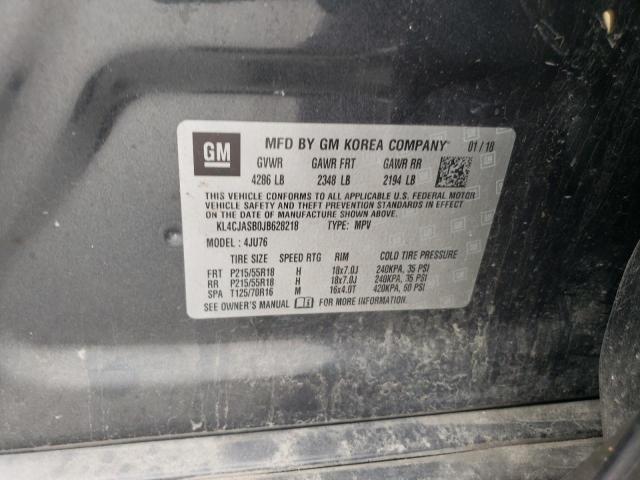 GM
MFD BY GM KOREA COMPANY
01/18
GVWR GAWR FRT GAWR RR
4286 LB 2348 LB 2194 LB
THIS VEHICLE CONFORMS TO ALL APPLICABLE U.S. FEDERAL MOTOR
VEHICLE SAFETY AND THEFT PREVENTION STANDARDS IN EFFECT
ON THE DATE OF MANUFACTURE SHOWN ABOVE.
KL4CJASB0JB628218 TYPE: MPV
MODEL: 4JU76
TIRE SIZE SPEED RTG RIM COLD TIRE PRESSURE
FRT P215/55R18 H 18x7.0J 240KPA, 35 PSI
RR P215/55R18 H 18x7.0J 240KPA, 35 PSI
SPA T125/70R16 M 16x4.0T 420KPA, 60 PSI
SEE OWNER'S MANUAL FOR MORE INFORMATION.